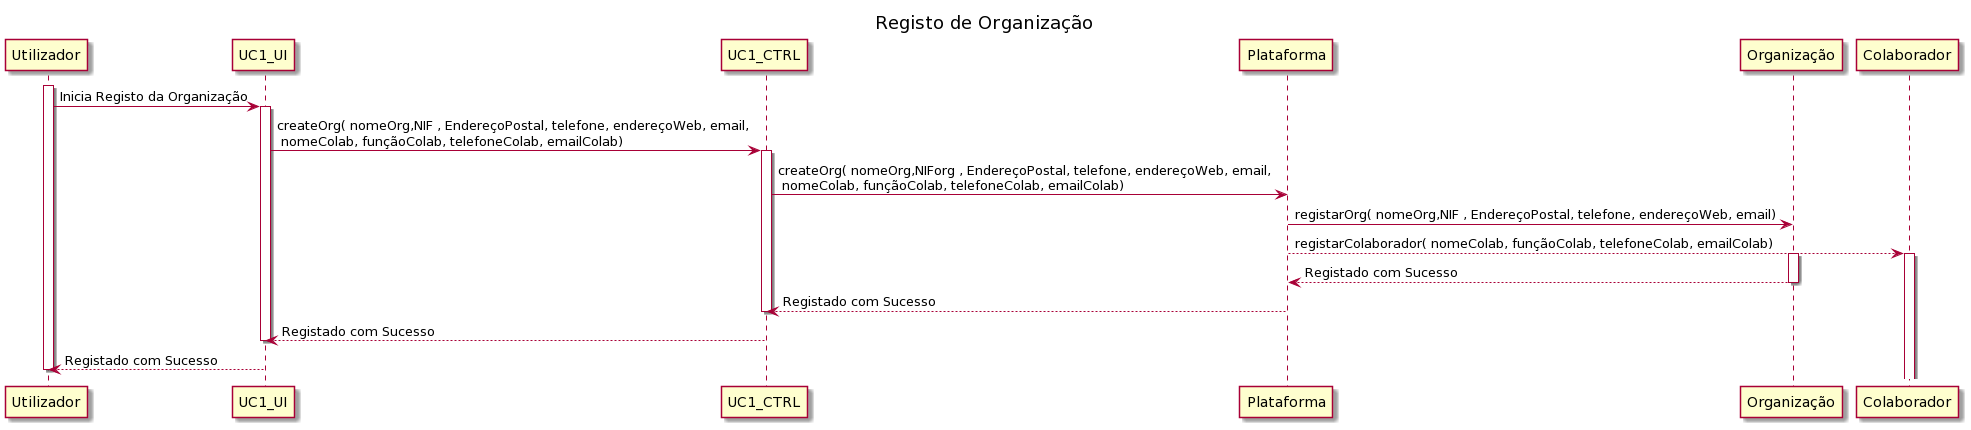 Registo de Organização
Utilizador
UC1_UI
UC1_CTRL
Plataforma
Organização
Colaborador
Inicia Registo da Organização
createOrg( nomeOrg,NIF , EndereçoPostal, telefone, endereçoWeb, email,
nomeColab, funçãoColab, telefoneColab, emailColab)
createOrg( nomeOrg,NIForg , EndereçoPostal, telefone, endereçoWeb, email,
nomeColab, funçãoColab, telefoneColab, emailColab)
registarOrg( nomeOrg,NIF , EndereçoPostal, telefone, endereçoWeb, email)
registarColaborador( nomeColab, funçãoColab, telefoneColab, emailColab)
Registado com Sucesso
Registado com Sucesso
Registado com Sucesso
Registado com Sucesso
Utilizador
UC1_UI
UC1_CTRL
Plataforma
Organização
Colaborador